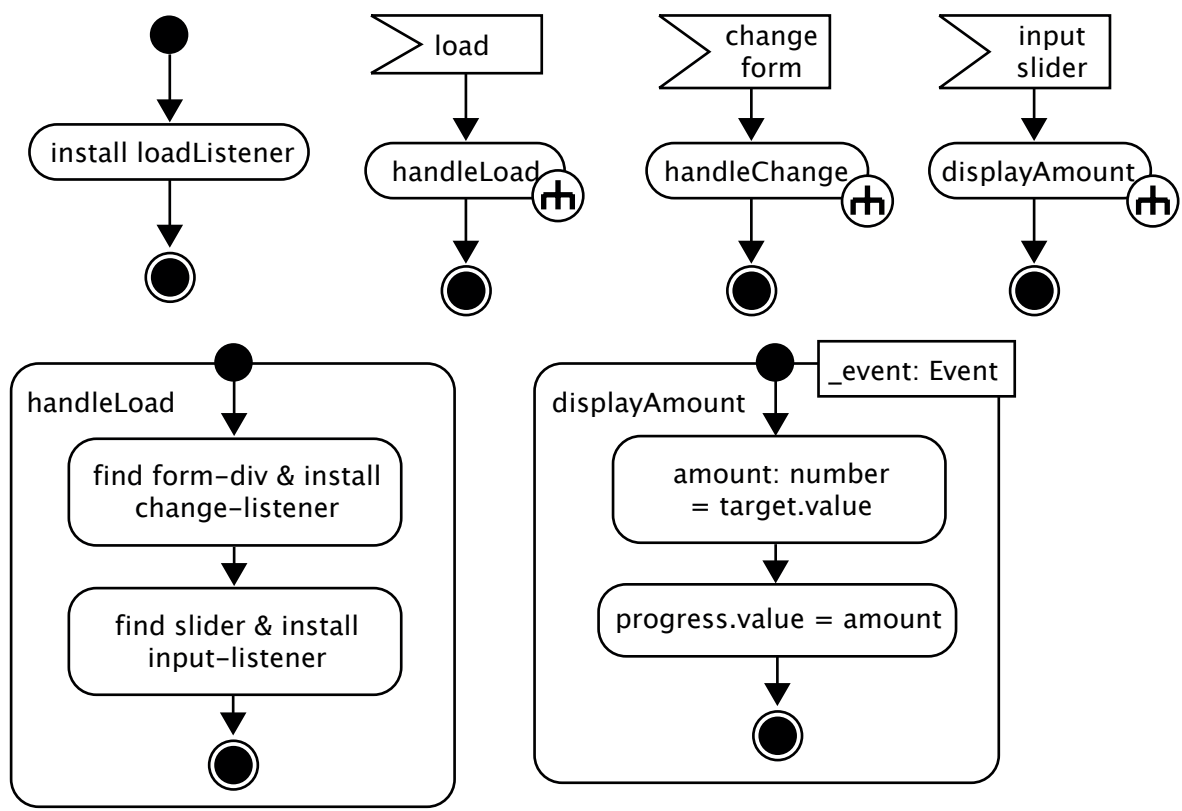 install loadListener
load
handleLoad
change
form
handleChange
input
slider
displayAmount
handleLoad
find form-div & install
change-listener
find slider & install
input-listener
_event: Event
displayAmount
amount: number
= target.value
progress.value = amount